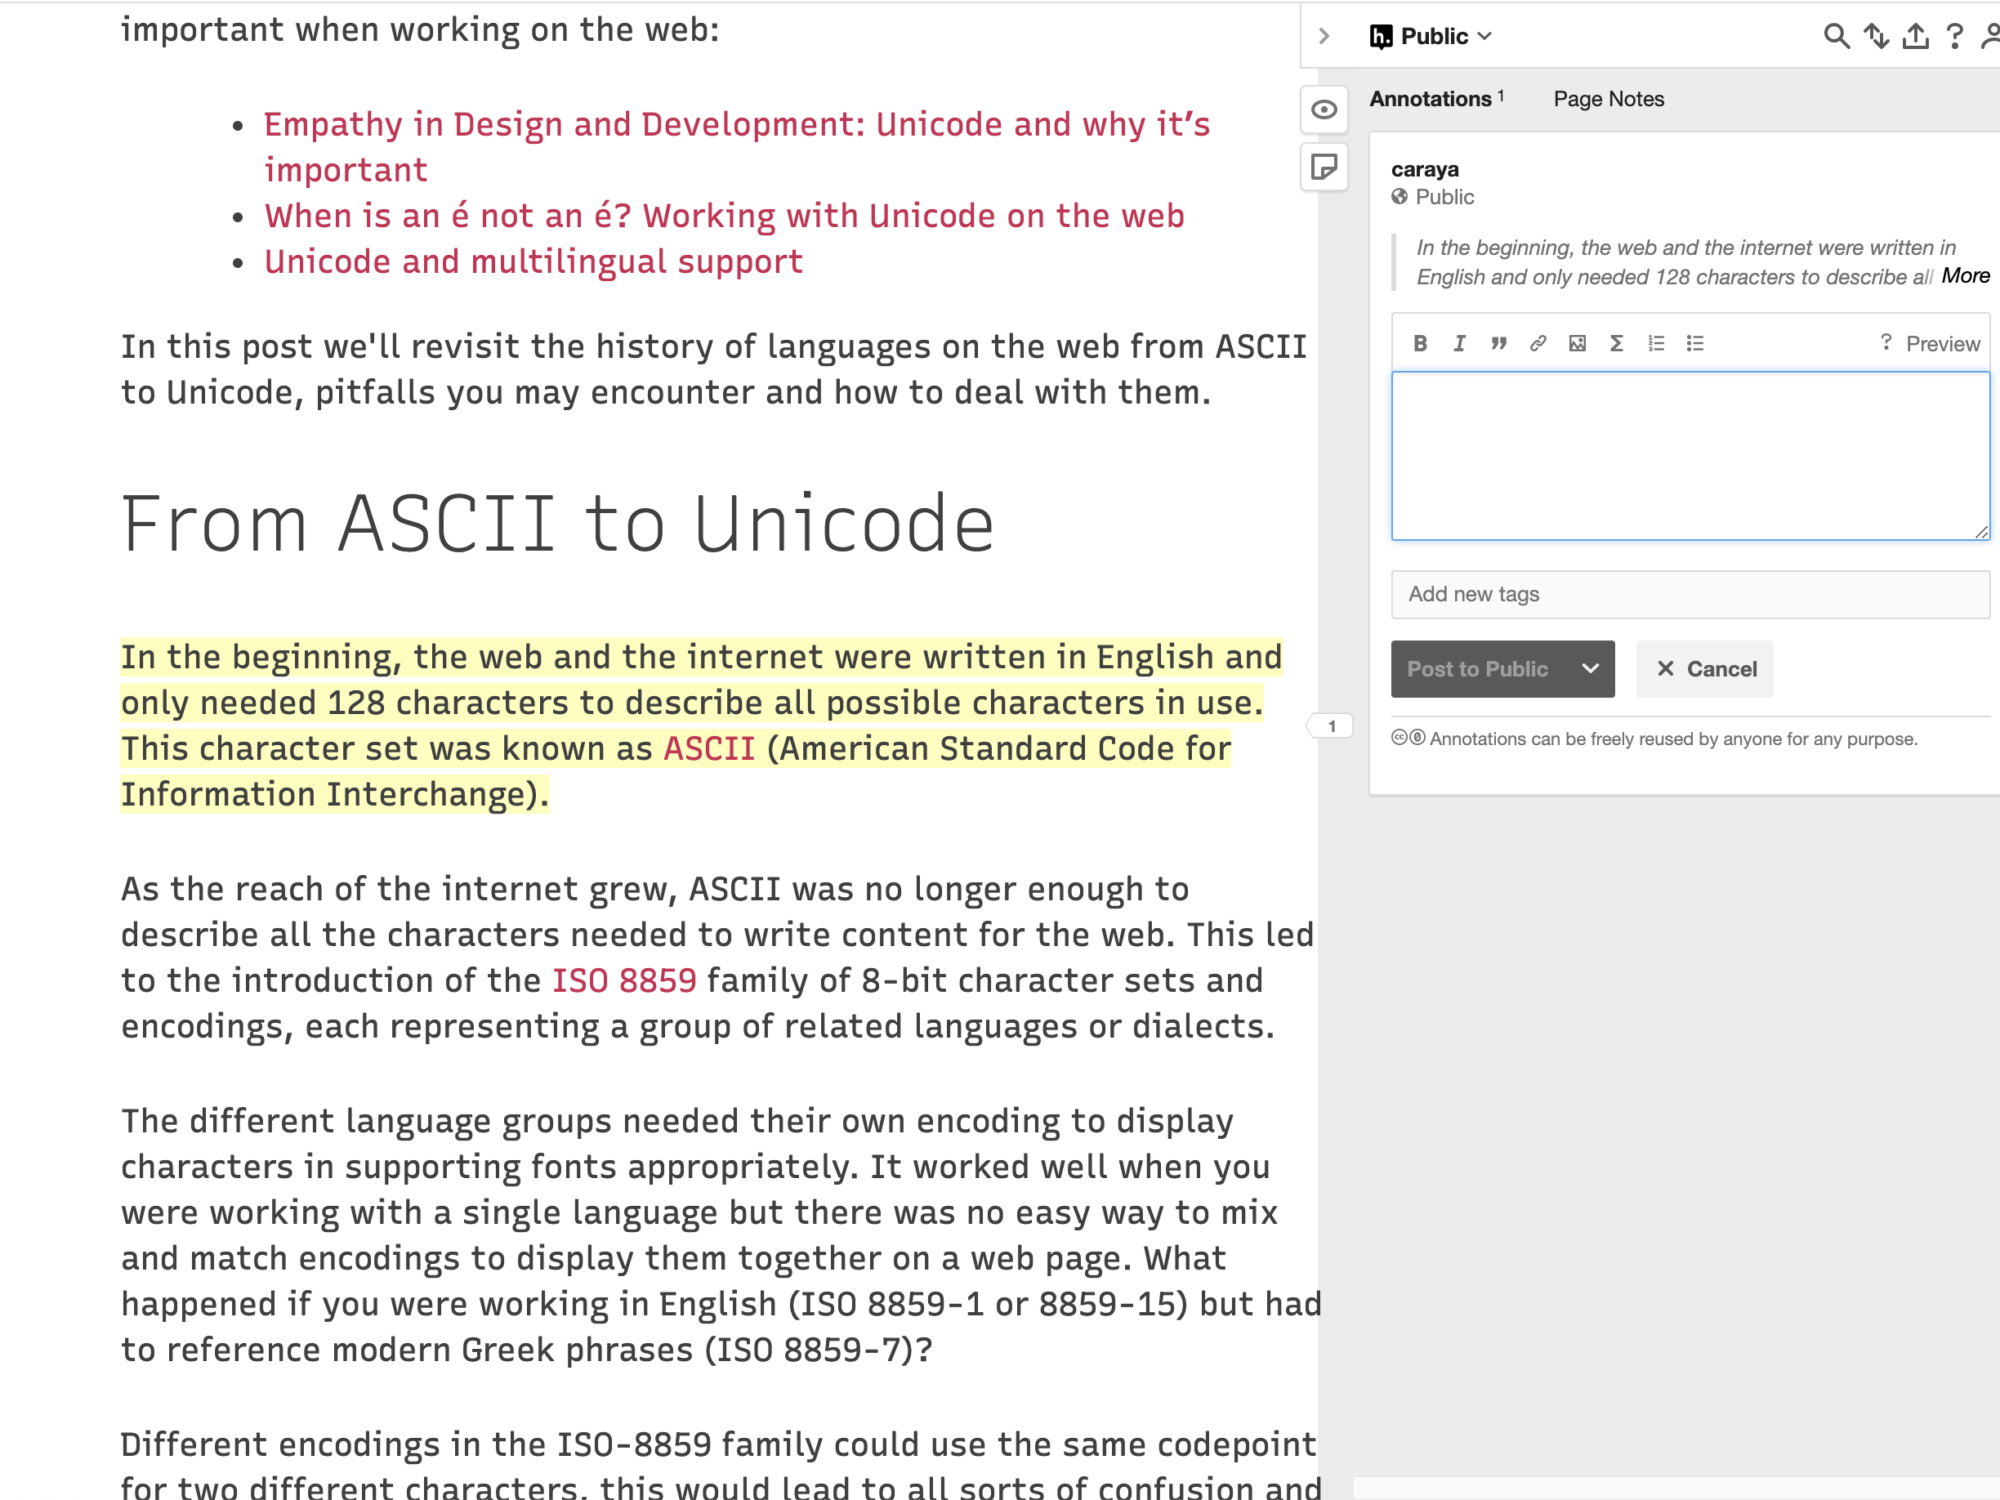 important when working on the web:
• Empathy in Design and Development: Unicode and why it’s
important
• When is an é not an é? Working with Unicode on the web
• Unicode and multilingual support
In this post we'll revisit the history of languages on the web from ASCII
to Unicode, pitfalls you may encounter and how to deal with them.
From ASCII to Unicode
In the beginning, the web and the internet were written in English and
only needed 128 characters to describe all possible characters in use.
This character set was known as ASCII (American Standard Code for
Information Interchange).
As the reach of the internet grew, ASCII was no longer enough to
describe all the characters needed to write content for the web. This led
to the introduction of the ISO 8859 family of 8-bit character sets and
encodings, each representing a group of related languages or dialects.
The different language groups needed their own encoding to display
characters in supporting fonts appropriately. It worked well when you
were working with a single language but there was no easy way to mix
and match encodings to display them together on a web page. What
happened if you were working in English (ISO 8859-1 or 8859-15) but had
to reference modern Greek phrases (ISO 8859-7)?
Different encodings in the ISO-8859 family could use the same codepoint
for two different characters, this would lead to all sorts of confusion and
1
h. Public
?
Annotations 1 Page Notes
caraya
Public
In the beginning, the web and the internet were written in
English and only needed 128 characters to describe all More
B I ” Σ ? Preview
Add new tags
Post to Public × Cancel
Annotations can be freely reused by anyone for any purpose.